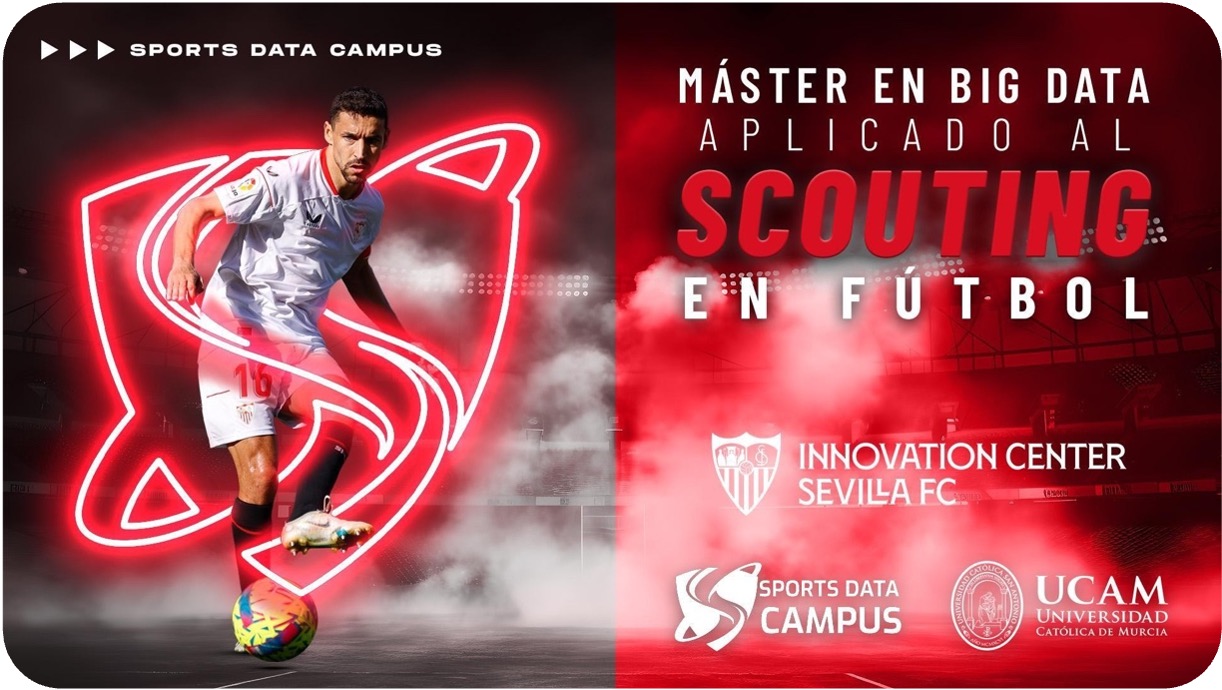 SPORTS DATA CAMPUS
MÁSTER EN BIG DATA
APLICADO AL
SCOUTING
EN FÚTBOL
16
INNOVATION CENTER
SEVILLA FC
SPORTS DATA
CAMPUS
UCAM
UNIVERSIDAD
CATÓLICA DE MURCIA